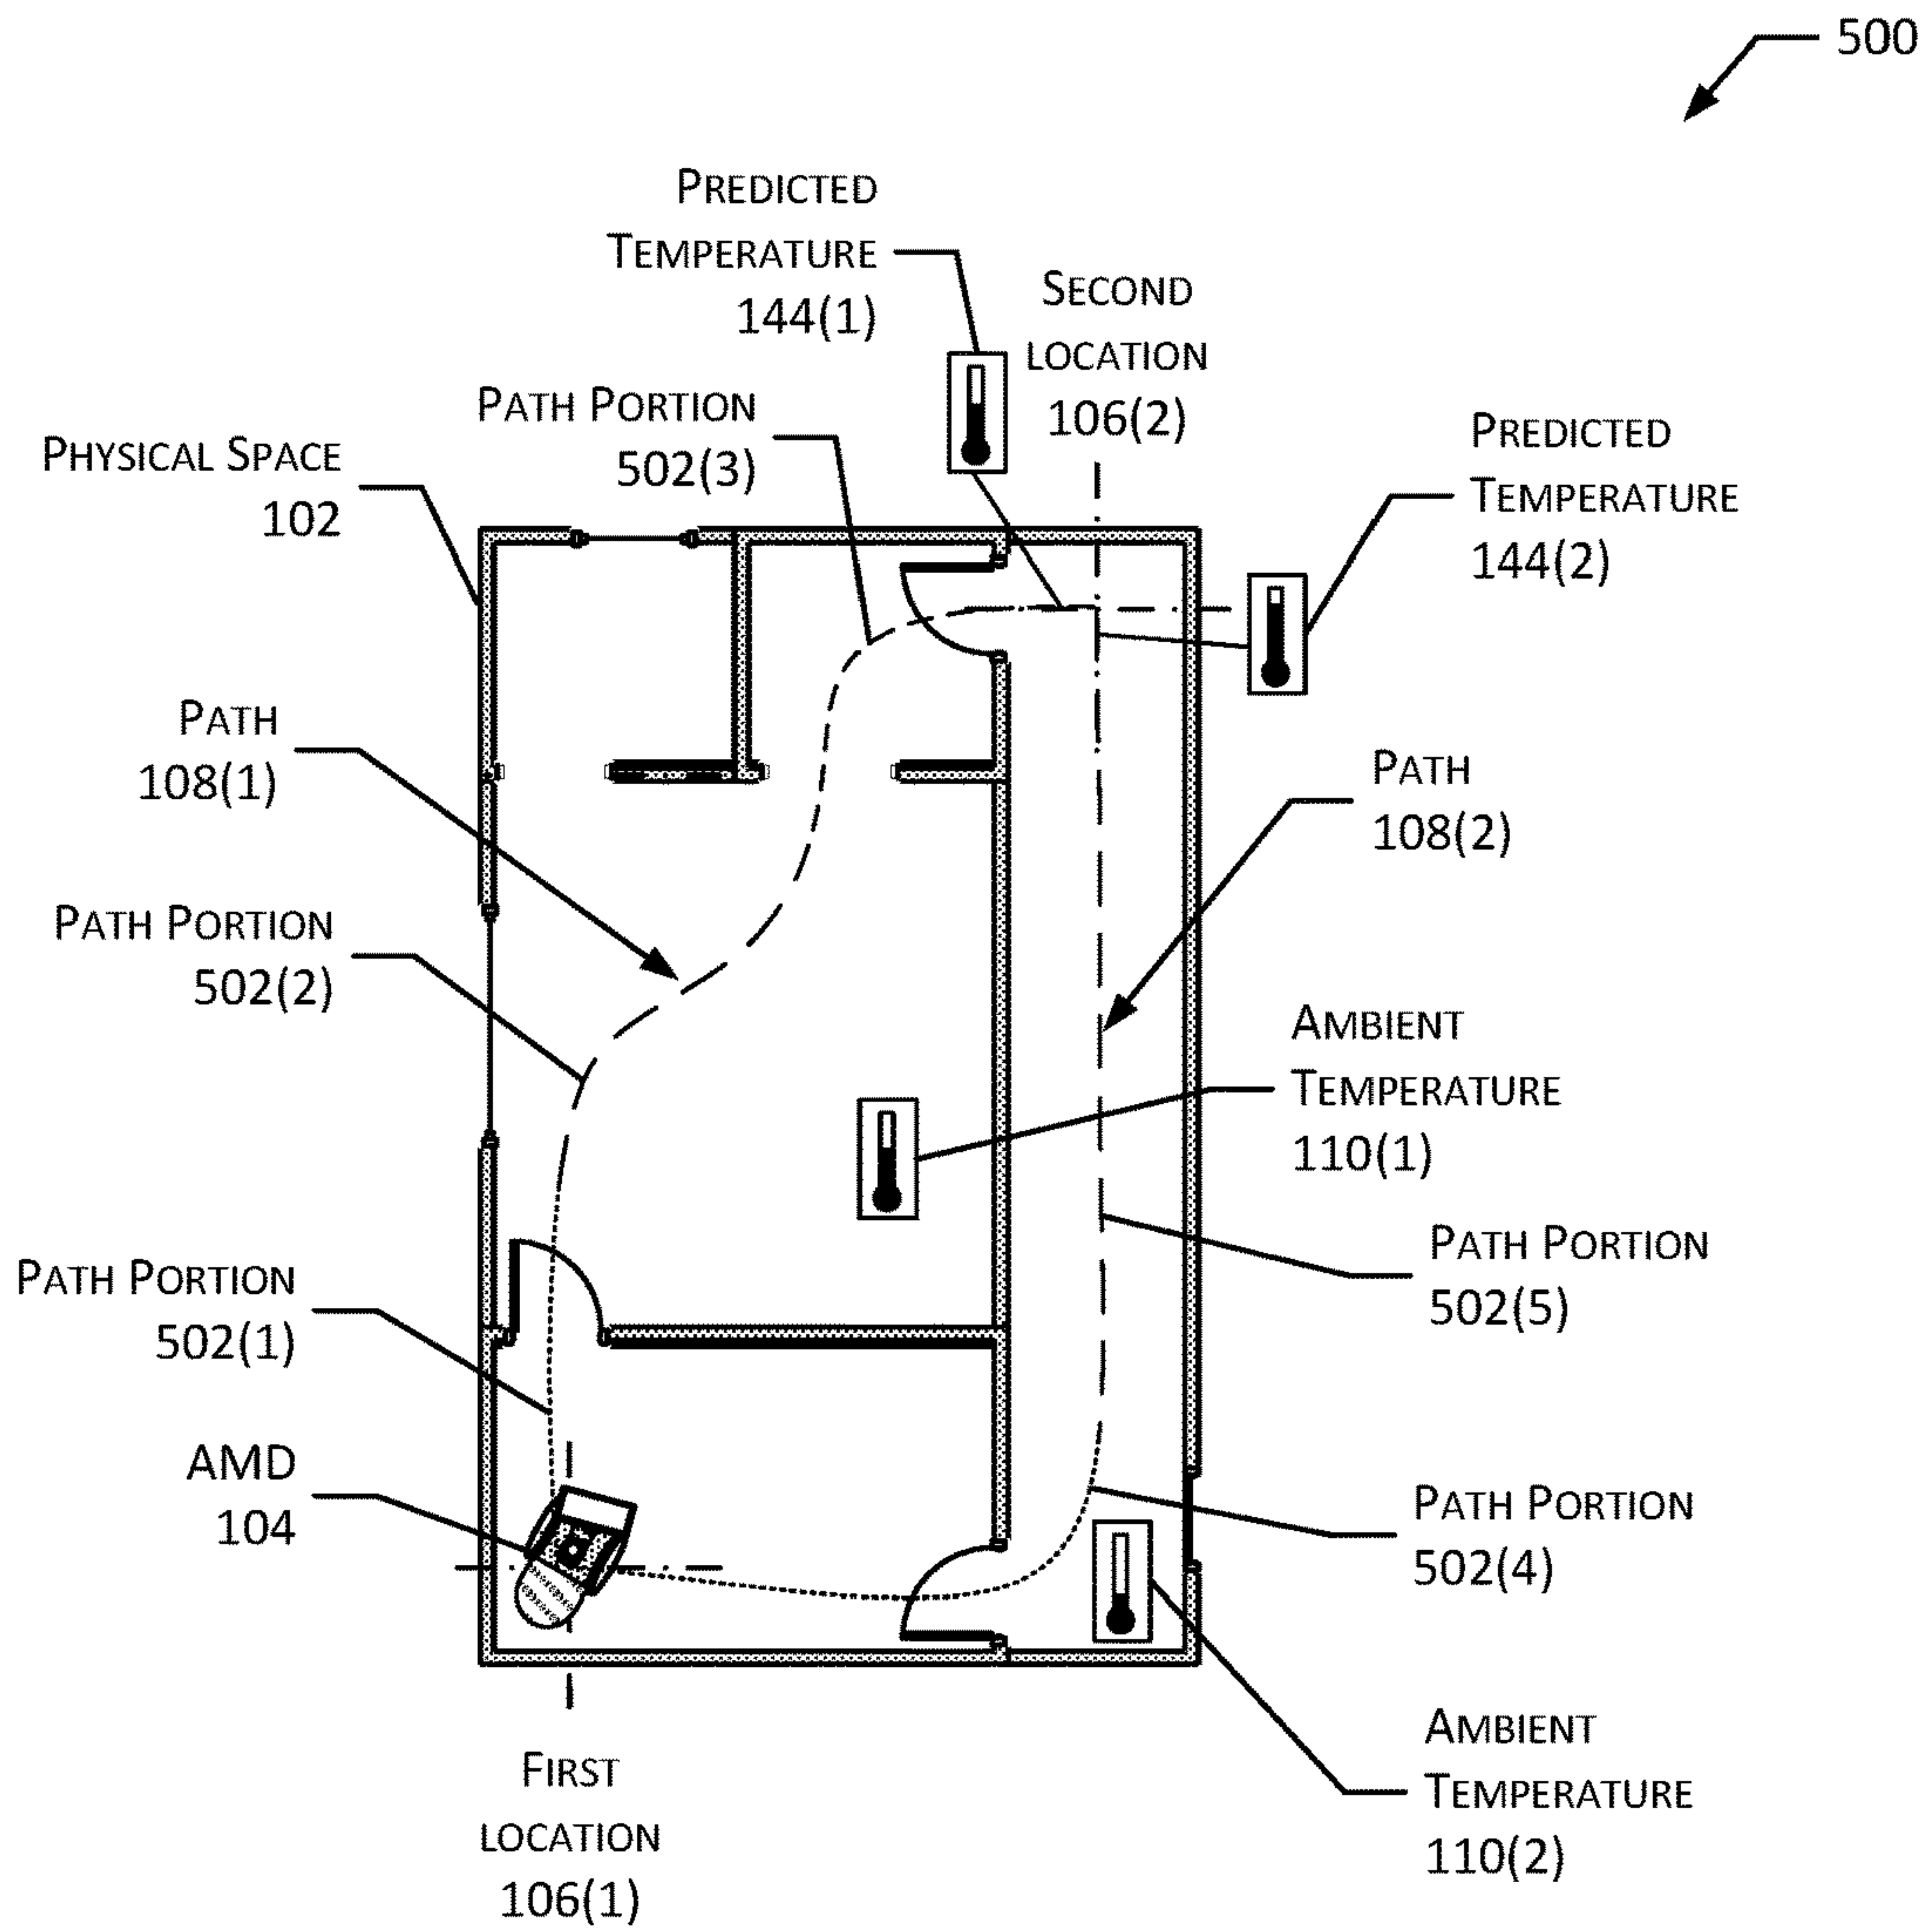 500
PREDICTED
TEMPERATURE
144(1)
SECOND
LOCATION
106(2)
PATH PORTION
502(3)
PREDICTED
TEMPERATURE
144(2)
PHYSICAL SPACE
102
PATH
108(1)
PATH
108(2)
PATH PORTION
502(2)
AMBIENT
TEMPERATURE
110(1)
PATH PORTION
502(5)
PATH PORTION
502(1)
AMD
104
PATH PORTION
502(4)
AMBIENT
TEMPERATURE
110(2)
FIRST
LOCATION
106(1)